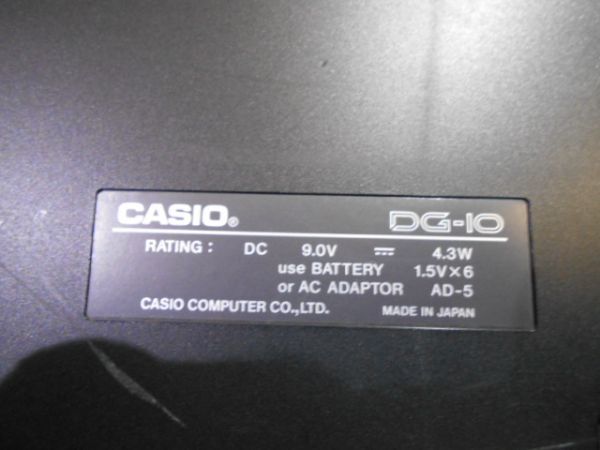 CASIO® DG-10
RATING : DC 9.0V ⎓ 4.3W
use BATTERY 1.5V×6
or AC ADAPTOR AD-5
CASIO COMPUTER CO.,LTD. MADE IN JAPAN